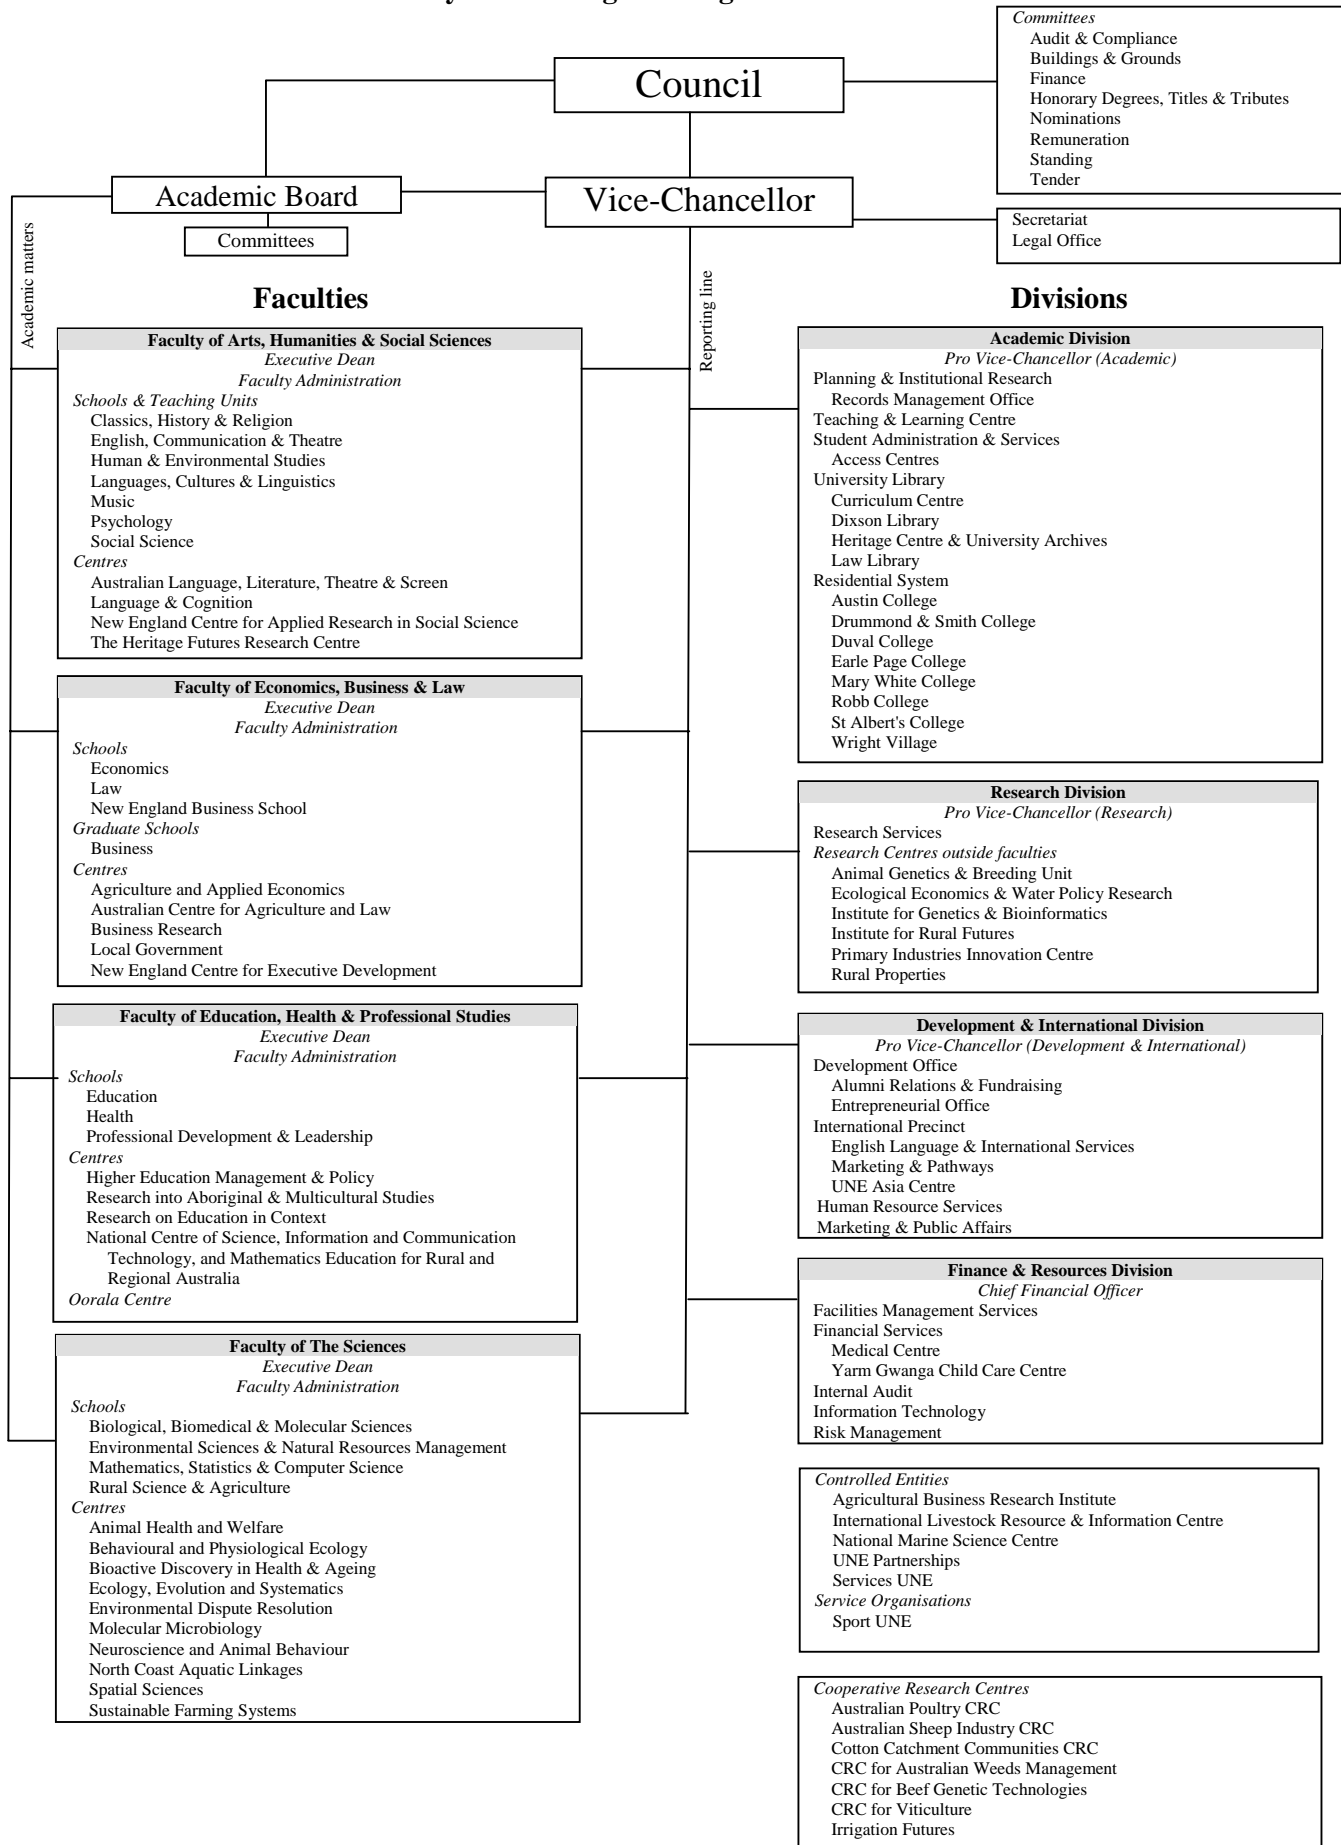 Council
Committees
Audit & Compliance
Buildings & Grounds
Finance
Honorary Degrees, Titles & Tributes
Nominations
Remuneration
Standing
Tender
Academic Board
Vice-Chancellor
Committees
Secretariat
Legal Office
Academic matters
Reporting line
Faculties
Faculty of Arts, Humanities & Social Sciences
Executive Dean
Faculty Administration
Schools & Teaching Units
Classics, History & Religion
English, Communication & Theatre
Human & Environmental Studies
Languages, Cultures & Linguistics
Music
Psychology
Social Science
Centres
Australian Language, Literature, Theatre & Screen
Language & Cognition
New England Centre for Applied Research in Social Science
The Heritage Futures Research Centre
Faculty of Economics, Business & Law
Executive Dean
Faculty Administration
Schools
Economics
Law
New England Business School
Graduate Schools
Business
Centres
Agriculture and Applied Economics
Australian Centre for Agriculture and Law
Business Research
Local Government
New England Centre for Executive Development
Faculty of Education, Health & Professional Studies
Executive Dean
Faculty Administration
Schools
Education
Health
Professional Development & Leadership
Centres
Higher Education Management & Policy
Research into Aboriginal & Multicultural Studies
Research on Education in Context
National Centre of Science, Information and Communication
Technology, and Mathematics Education for Rural and
Regional Australia
Oorala Centre
Faculty of The Sciences
Executive Dean
Faculty Administration
Schools
Biological, Biomedical & Molecular Sciences
Environmental Sciences & Natural Resources Management
Mathematics, Statistics & Computer Science
Rural Science & Agriculture
Centres
Animal Health and Welfare
Behavioural and Physiological Ecology
Bioactive Discovery in Health & Ageing
Ecology, Evolution and Systematics
Environmental Dispute Resolution
Molecular Microbiology
Neuroscience and Animal Behaviour
North Coast Aquatic Linkages
Spatial Sciences
Sustainable Farming Systems
Divisions
Academic Division
Pro Vice-Chancellor (Academic)
Planning & Institutional Research
Records Management Office
Teaching & Learning Centre
Student Administration & Services
Access Centres
University Library
Curriculum Centre
Dixson Library
Heritage Centre & University Archives
Law Library
Residential System
Austin College
Drummond & Smith College
Duval College
Earle Page College
Mary White College
Robb College
St Albert's College
Wright Village
Research Division
Pro Vice-Chancellor (Research)
Research Services
Research Centres outside faculties
Animal Genetics & Breeding Unit
Ecological Economics & Water Policy Research
Institute for Genetics & Bioinformatics
Institute for Rural Futures
Primary Industries Innovation Centre
Rural Properties
Development & International Division
Pro Vice-Chancellor (Development & International)
Development Office
Alumni Relations & Fundraising
Entrepreneurial Office
International Precinct
English Language & International Services
Marketing & Pathways
UNE Asia Centre
Human Resource Services
Marketing & Public Affairs
Finance & Resources Division
Chief Financial Officer
Facilities Management Services
Financial Services
Medical Centre
Yarm Gwanga Child Care Centre
Internal Audit
Information Technology
Risk Management
Controlled Entities
Agricultural Business Research Institute
International Livestock Resource & Information Centre
National Marine Science Centre
UNE Partnerships
Services UNE
Service Organisations
Sport UNE
Cooperative Research Centres
Australian Poultry CRC
Australian Sheep Industry CRC
Cotton Catchment Communities CRC
CRC for Australian Weeds Management
CRC for Beef Genetic Technologies
CRC for Viticulture
Irrigation Futures